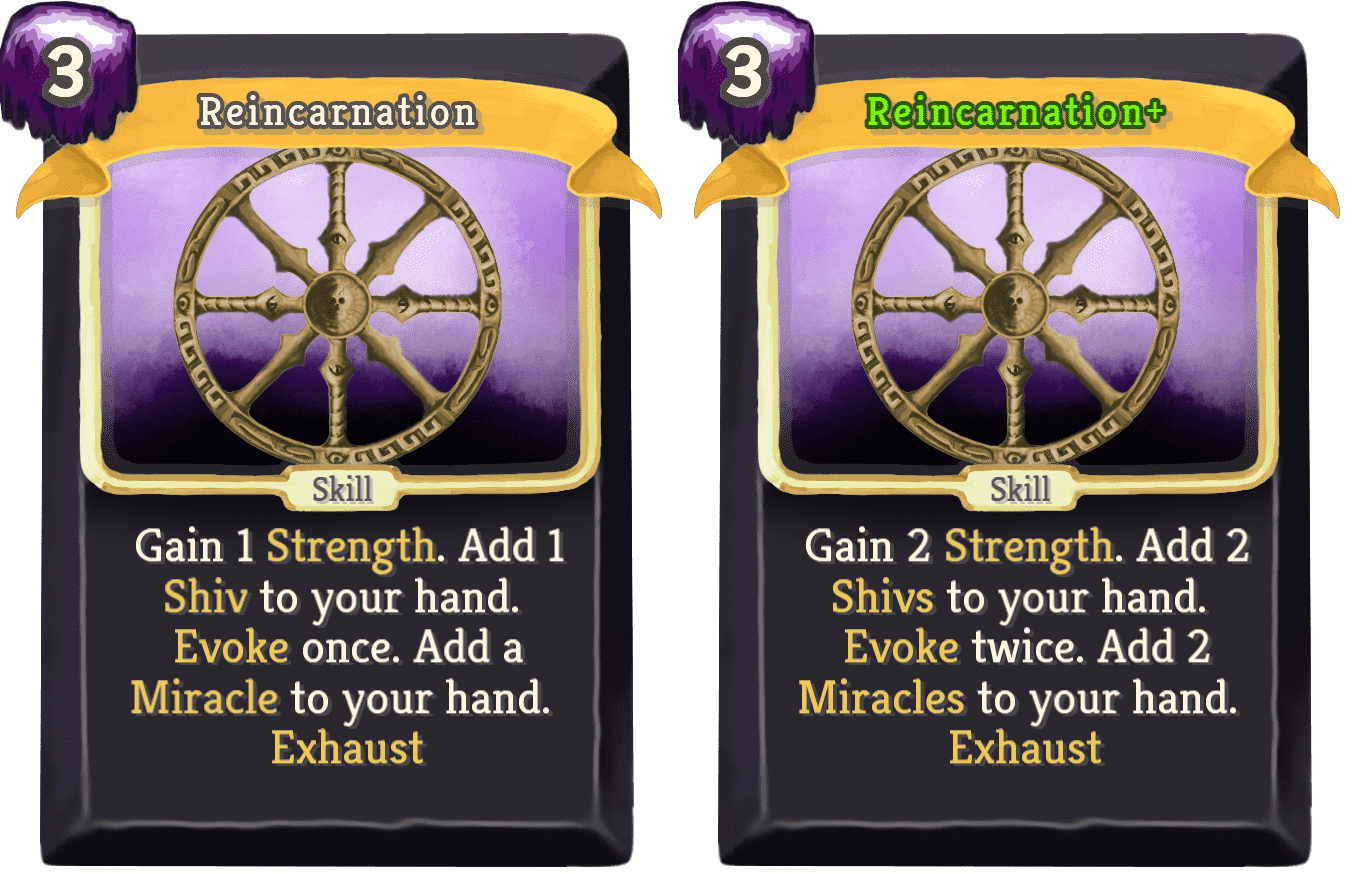 3
Reincarnation
Skill
Gain 1 Strength. Add 1
Shiv to your hand.
Evoke once. Add a
Miracle to your hand.
Exhaust
3
Reincarnation+
Skill
Gain 2 Strength. Add 2
Shivs to your hand.
Evoke twice. Add 2
Miracles to your hand.
Exhaust